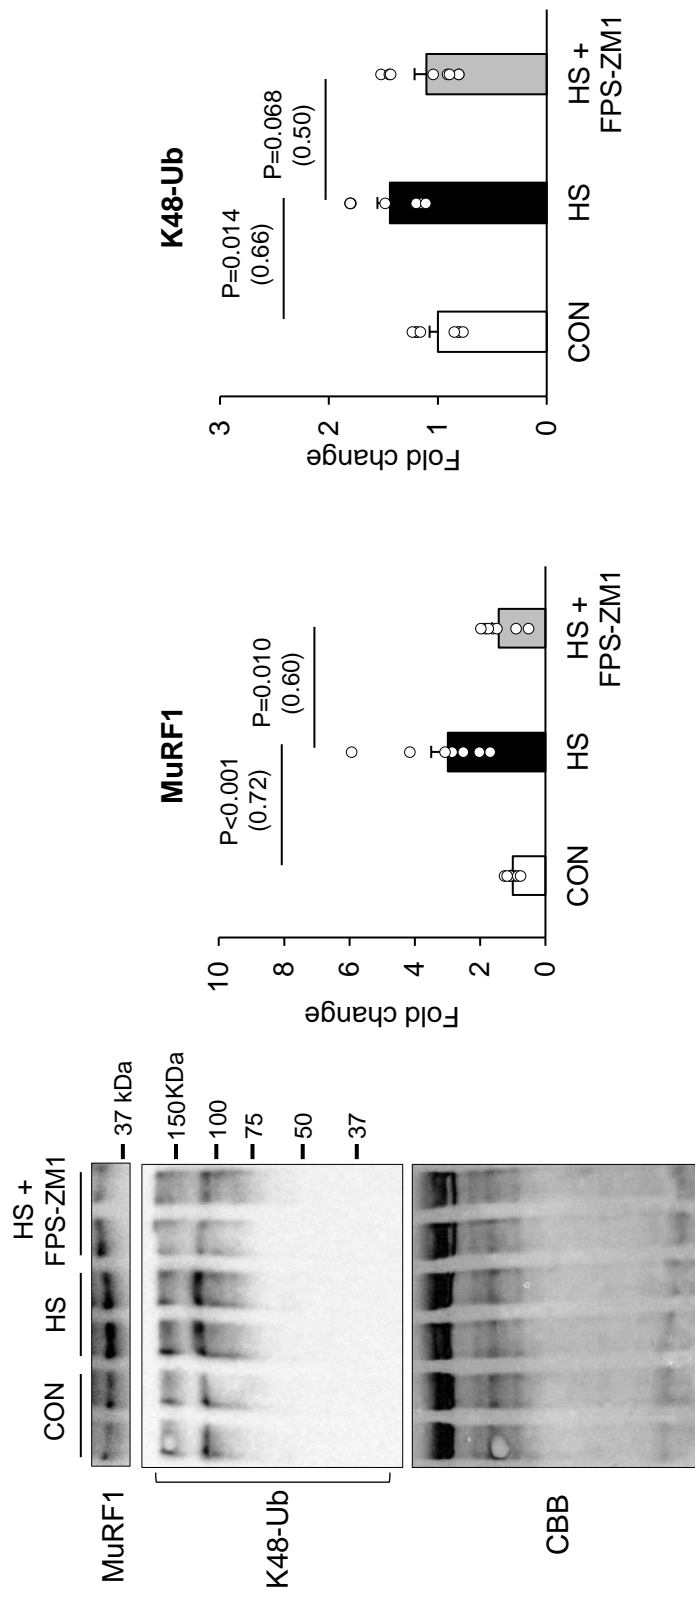 CON
HS
HS +
FPS-ZM1
MuRF1
37 kDa
K48-Ub
150KDa
100
75
50
37
CBB
MuRF1
Fold change
10
8
6
4
2
0
P<0.001
(0.72)
P=0.010
(0.60)
CON
HS
HS +
FPS-ZM1
K48-Ub
Fold change
3
2
1
0
P=0.014
(0.66)
P=0.068
(0.50)
CON
HS
HS +
FPS-ZM1